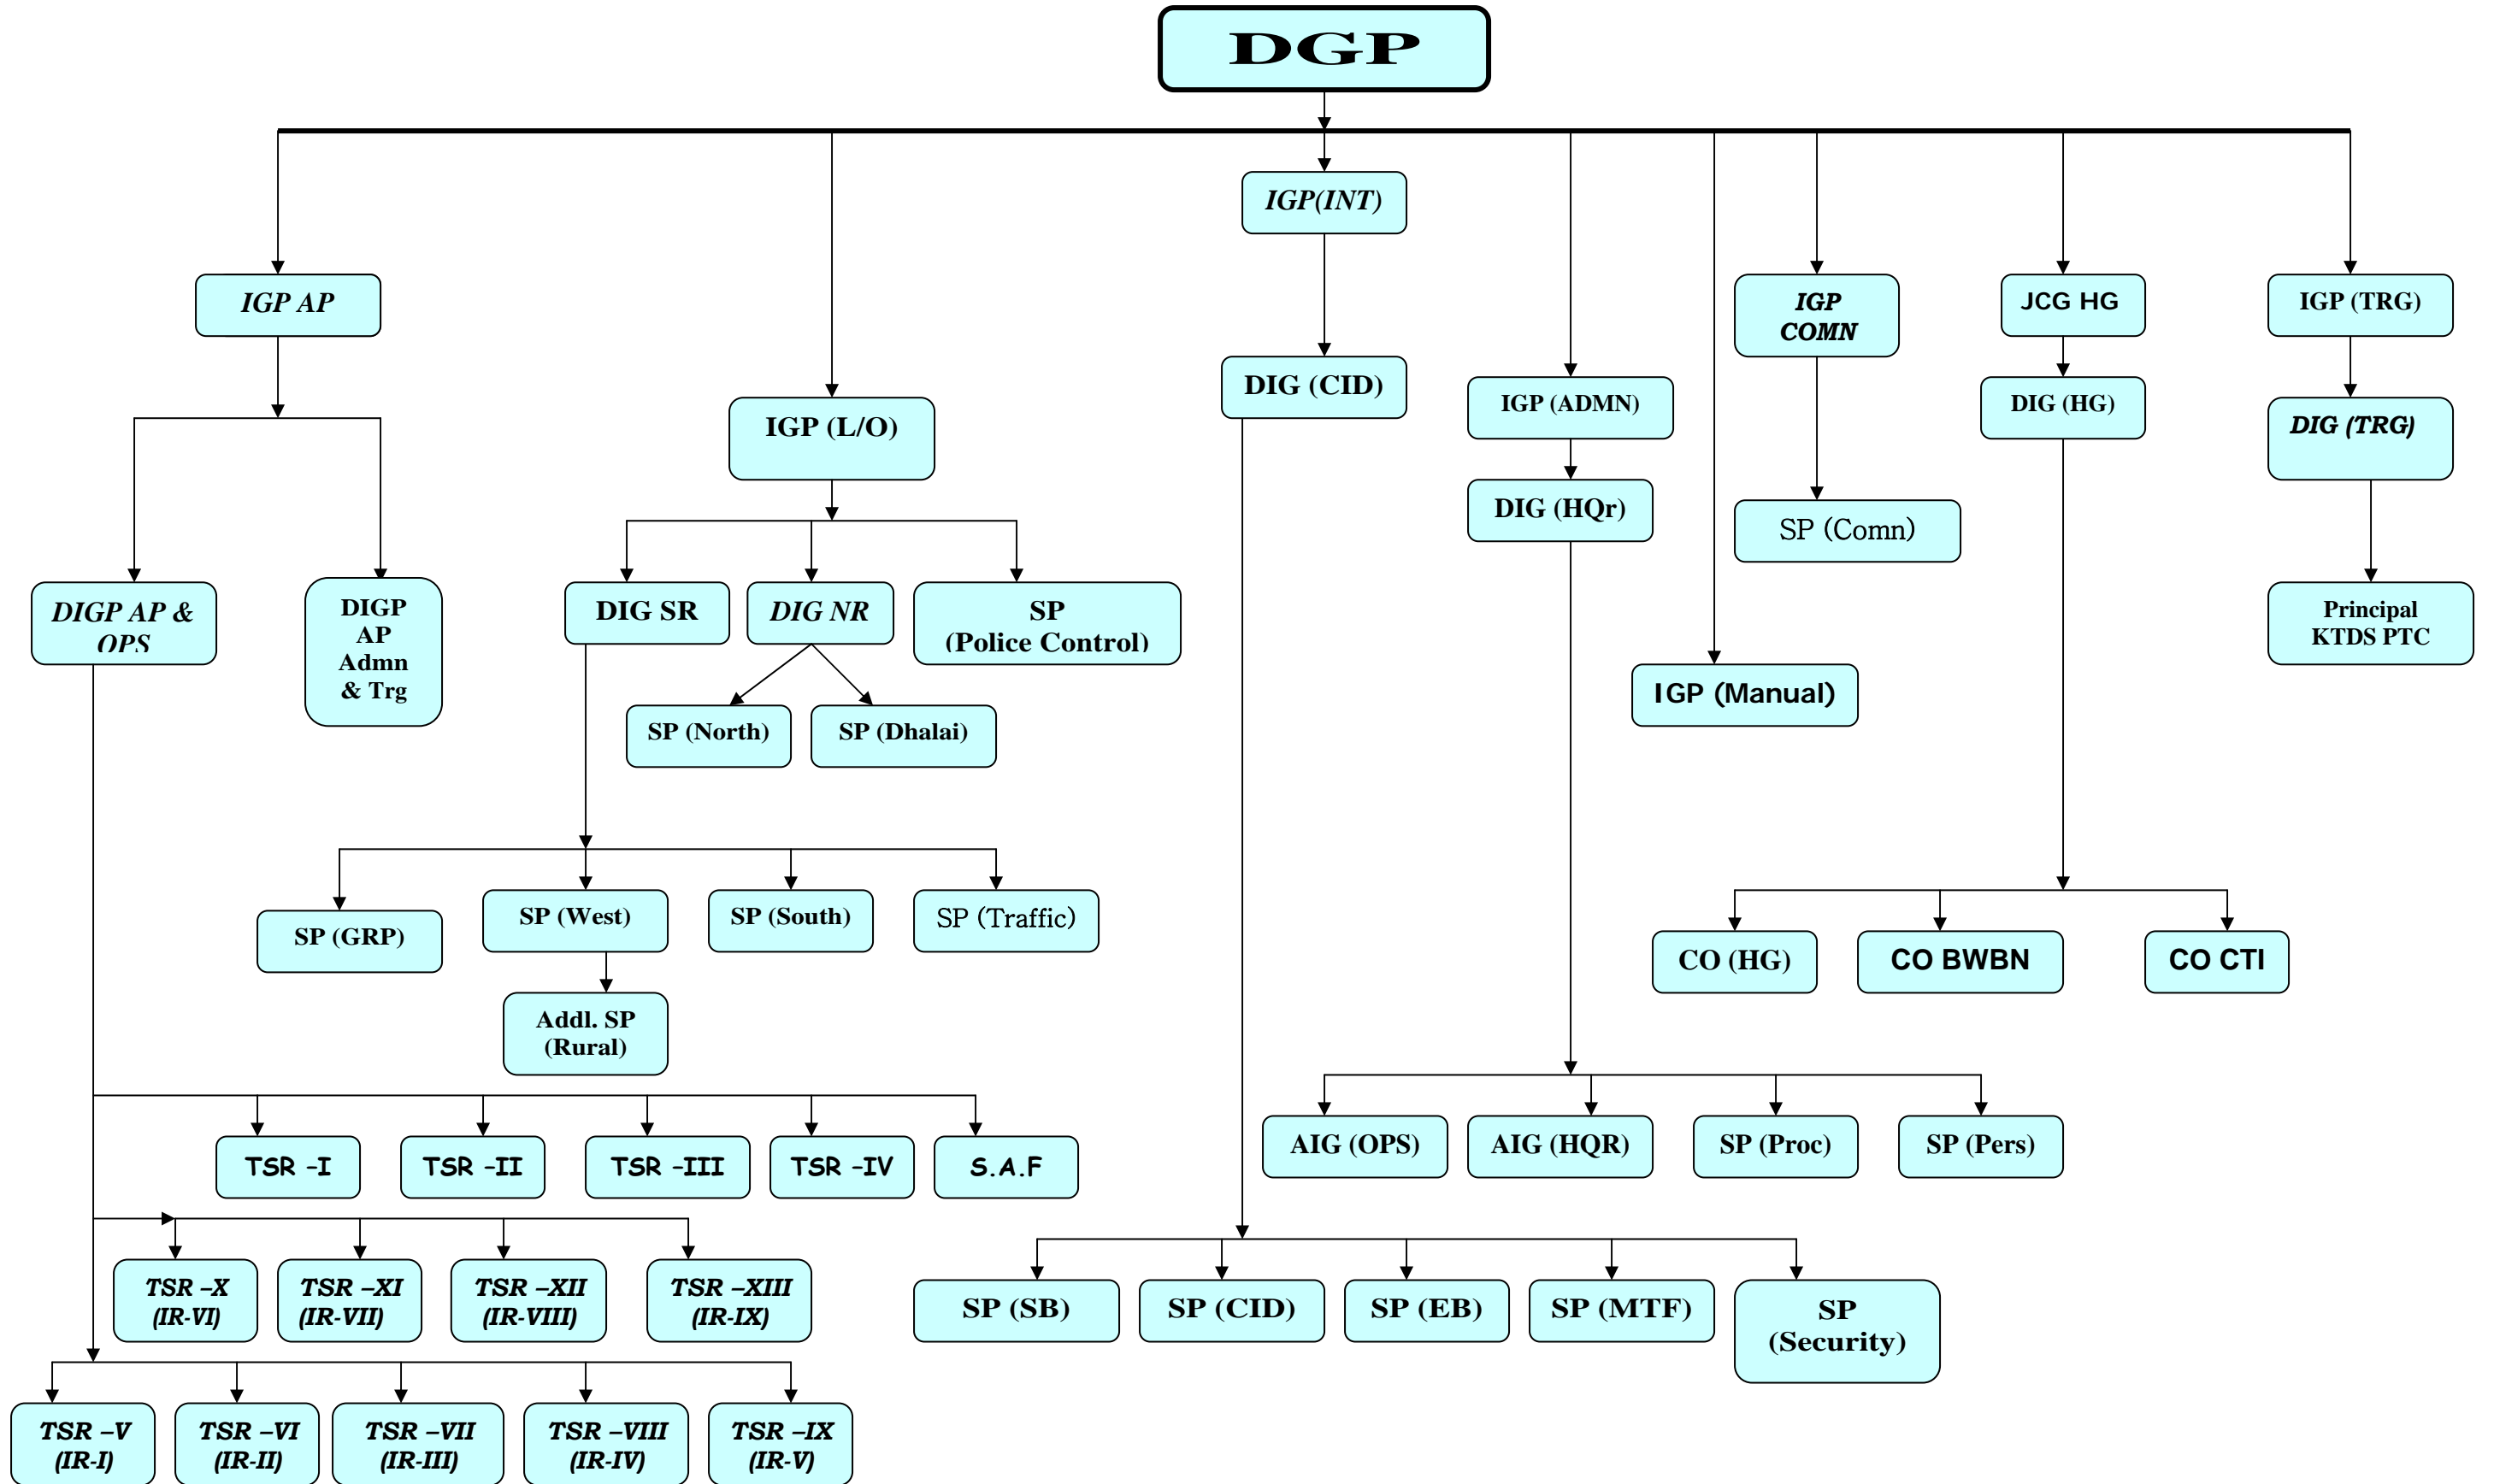 DGP
IGP(INT)
IGP AP
IGP
COMN
JCG HG
IGP (TRG)
DIG (CID)
IGP (ADMN)
DIG (HG)
IGP (L/O)
DIG (TRG)
DIG (HQr)
SP (Comn)
DIGP AP &
OPS
DIGP
AP
Admn
& Trg
DIG SR
DIG NR
SP
(Police Control)
Principal
KTDS PTC
IGP (Manual)
SP (North)
SP (Dhalai)
SP (GRP)
SP (West)
SP (South)
SP (Traffic)
CO (HG)
CO BWBN
CO CTI
Addl. SP
(Rural)
TSR -I
TSR -II
TSR -III
TSR -IV
S.A.F
AIG (OPS)
AIG (HQR)
SP (Proc)
SP (Pers)
TSR –X
(IR-VI)
TSR –XI
(IR-VII)
TSR –XII
(IR-VIII)
TSR –XIII
(IR-IX)
SP (SB)
SP (CID)
SP (EB)
SP (MTF)
SP
(Security)
TSR –V
(IR-I)
TSR –VI
(IR-II)
TSR –VII
(IR-III)
TSR –VIII
(IR-IV)
TSR –IX
(IR-V)